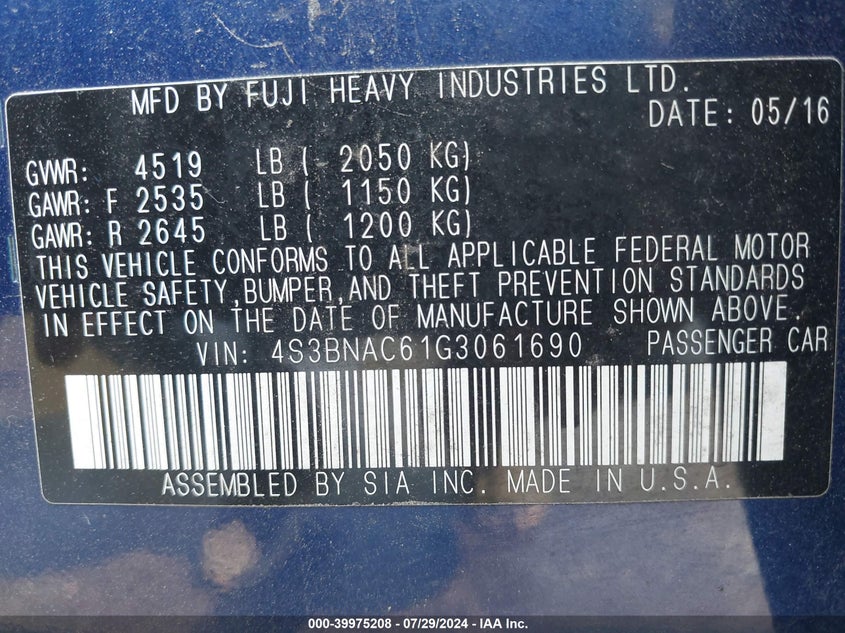 MFD BY FUJI HEAVY INDUSTRIES LTD.
DATE: 05/16
GVWR: 4519 LB ( 2050 KG)
GAWR: F 2535 LB ( 1150 KG)
GAWR: R 2645 LB ( 1200 KG)
THIS VEHICLE CONFORMS TO ALL APPLICABLE FEDERAL MOTOR
VEHICLE SAFETY,BUMPER,AND THEFT PREVENTION STANDARDS
IN EFFECT ON THE DATE OF MANUFACTURE SHOWN ABOVE.
VIN: 4S3BNAC61G3061690 PASSENGER CAR
ASSEMBLED BY SIA INC. MADE IN U.S.A.
000-39975208 - 07/29/2024 - IAA Inc.